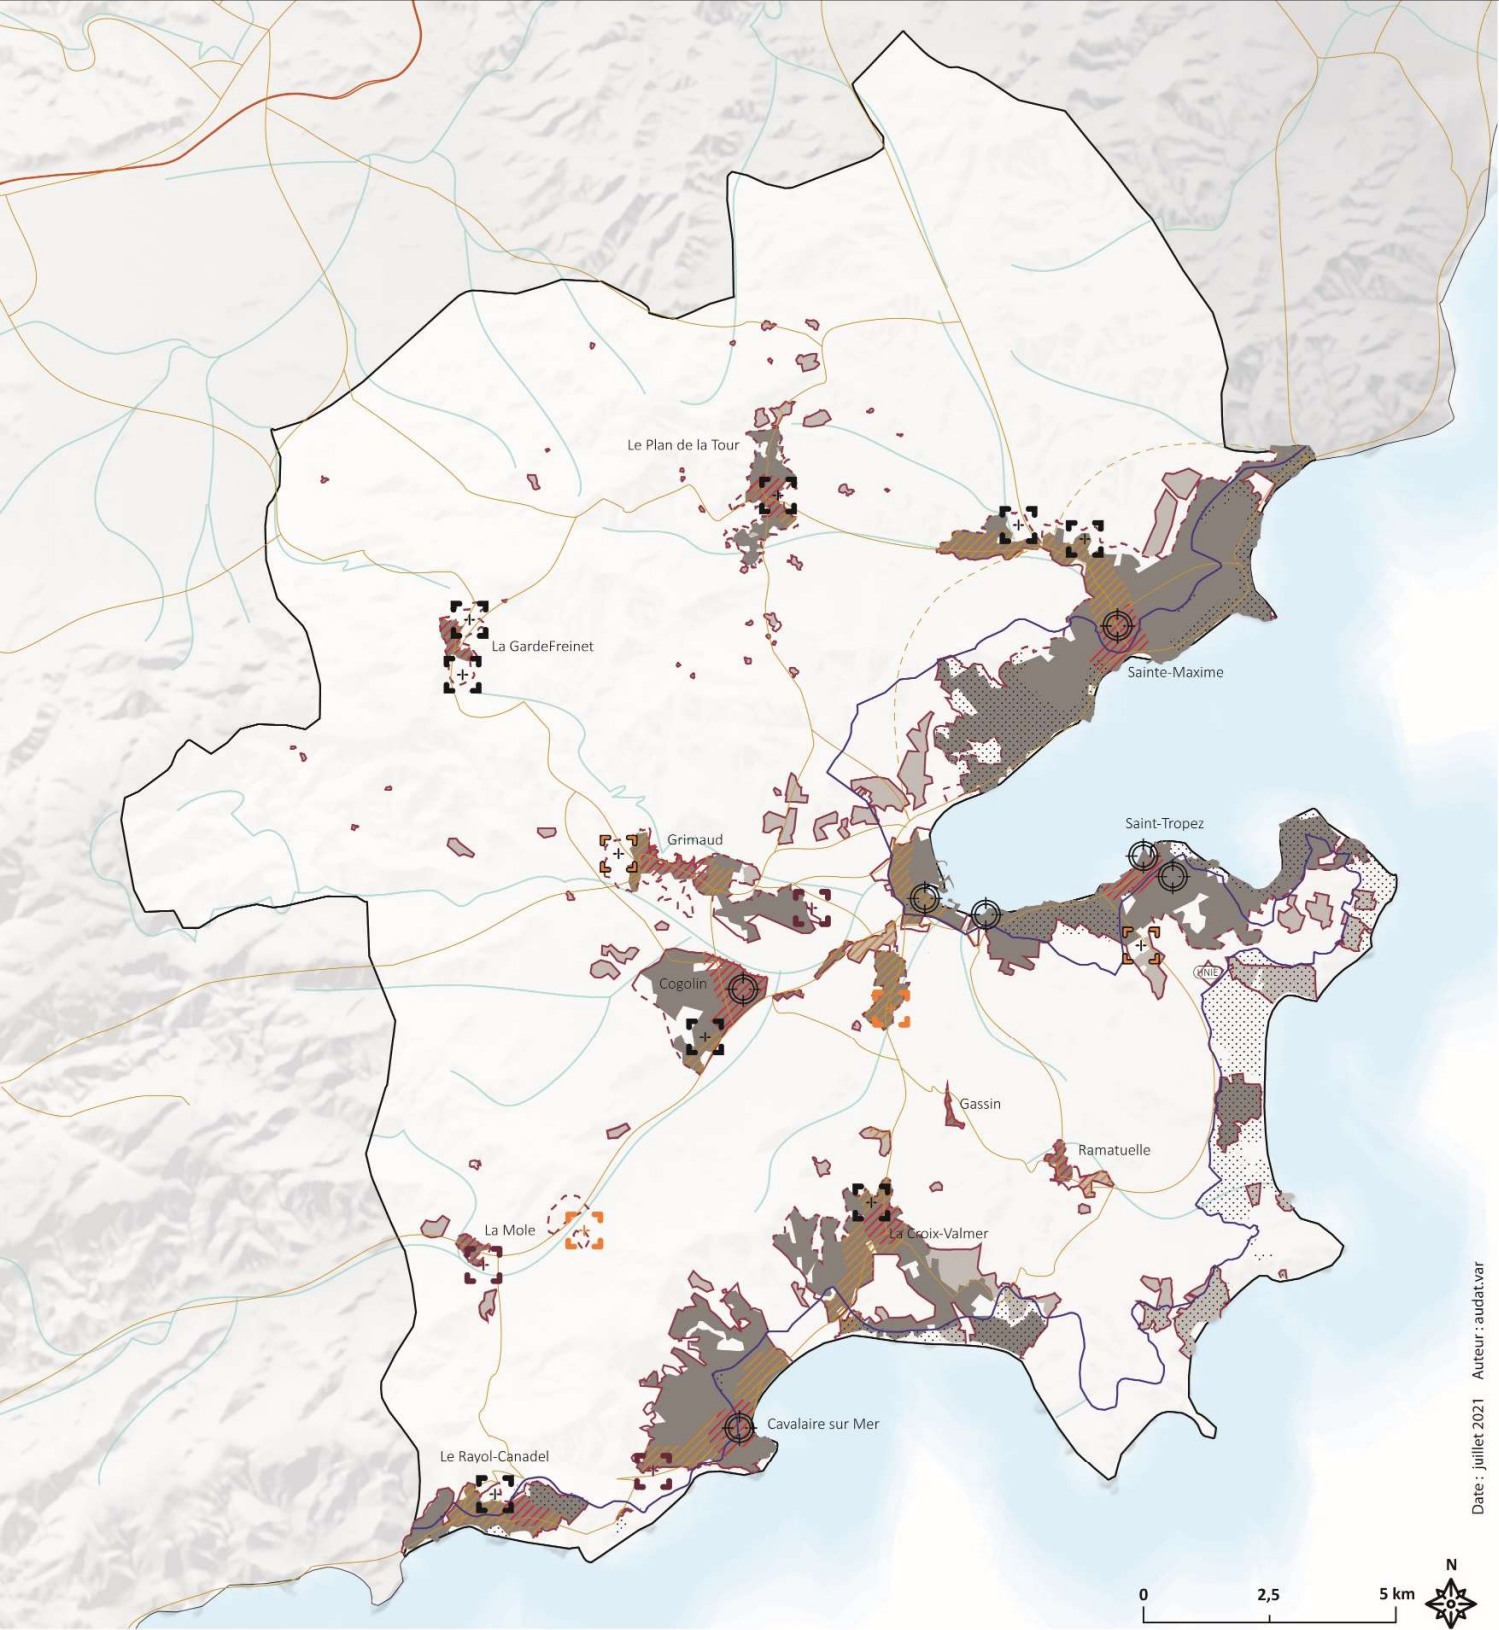 Le Plan de la Tour
La GardeFreinet
Sainte-Maxime
Saint-Tropez
Grimaud
HNIE
Cogolin
Gassin
Ramatuelle
La Mole
La Croix-Valmer
Cavalaire sur Mer
Le Rayol-Canadel
Date : juillet 2021 Auteur : audat.var
N
0 2,5 5 km